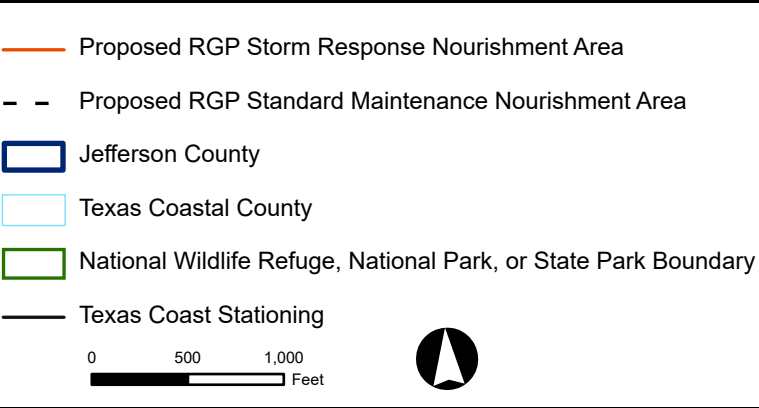 Proposed RGP Storm Response Nourishment Area
Proposed RGP Standard Maintenance Nourishment Area
Jefferson County
Texas Coastal County
National Wildlife Refuge, National Park, or State Park Boundary
Texas Coast Stationing
0 500 1,000
Feet